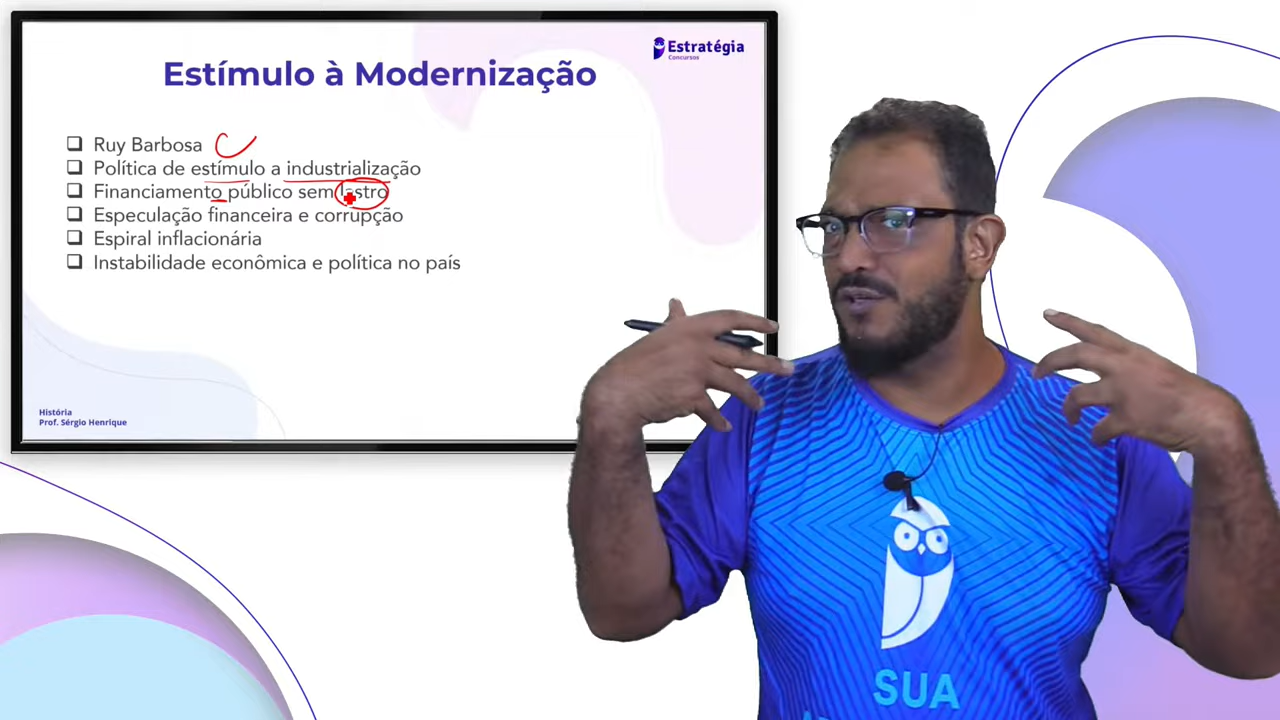 Estratégia
Concursos
Estímulo à Modernização
Ruy Barbosa
Política de estímulo a industrialização
Financiamento público sem lastro
Especulação financeira e corrupção
Espiral inflacionária
Instabilidade econômica e política no país
História
Prof. Sérgio Henrique
SUA